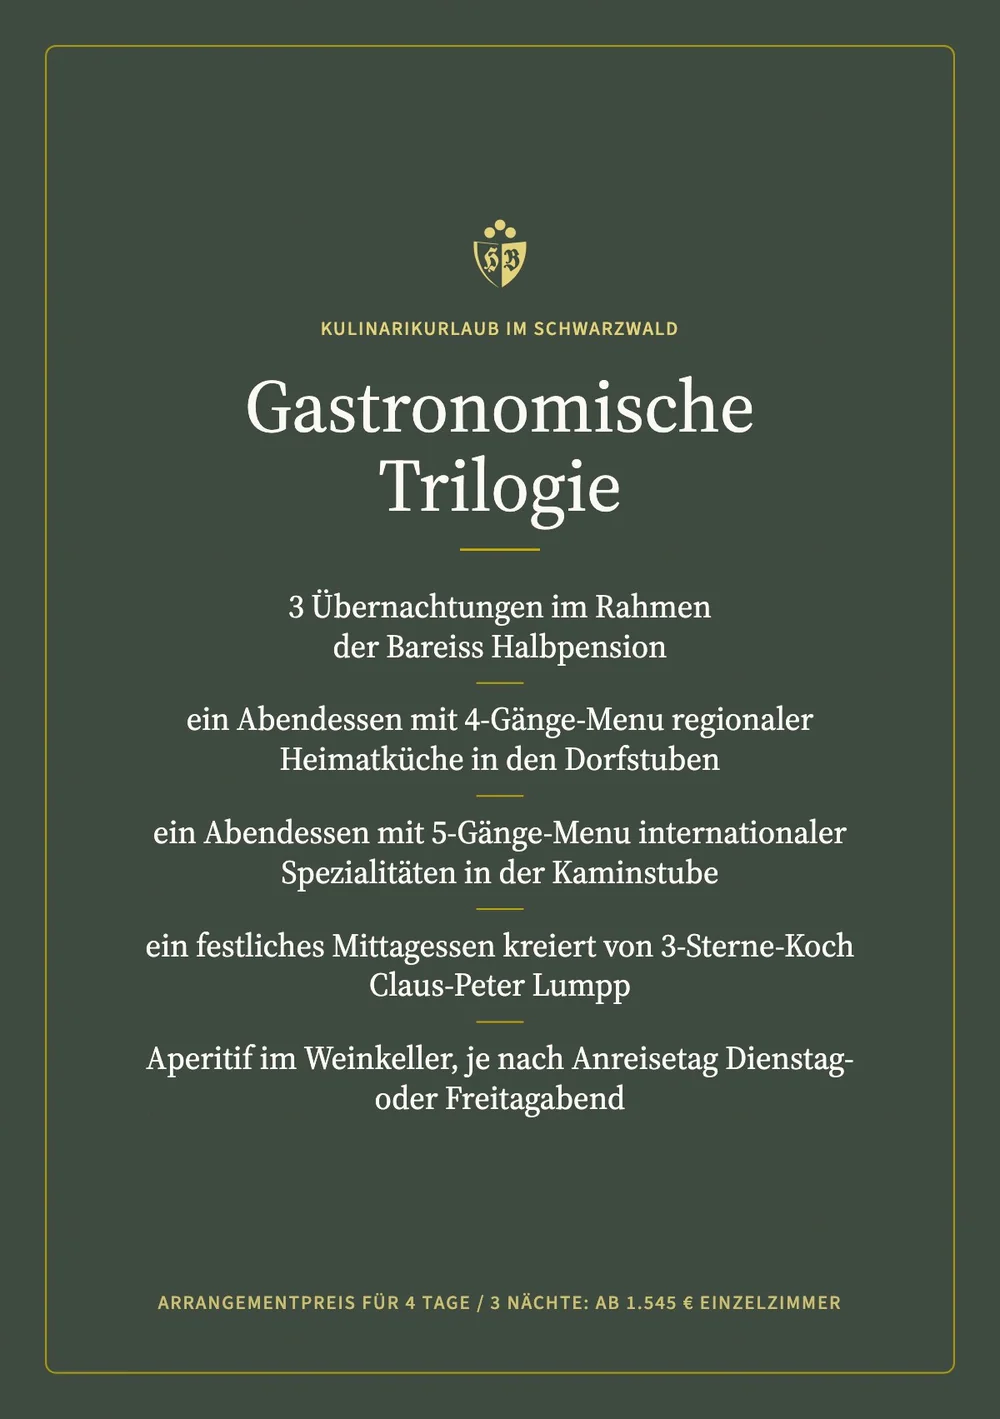 HB
KULINARIKURLAUB IM SCHWARZWALD
Gastronomische
Trilogie
3 Übernachtungen im Rahmen
der Bareiss Halbpension
ein Abendessen mit 4-Gänge-Menu regionaler
Heimatküche in den Dorfstuben
ein Abendessen mit 5-Gänge-Menu internationaler
Spezialitäten in der Kaminstube
ein festliches Mittagessen kreiert von 3-Sterne-Koch
Claus-Peter Lumpp
Aperitif im Weinkeller, je nach Anreisetag Dienstag-
oder Freitagabend
ARRANGEMENTPREIS FÜR 4 TAGE / 3 NÄCHTE: AB 1.545 € EINZELZIMMER